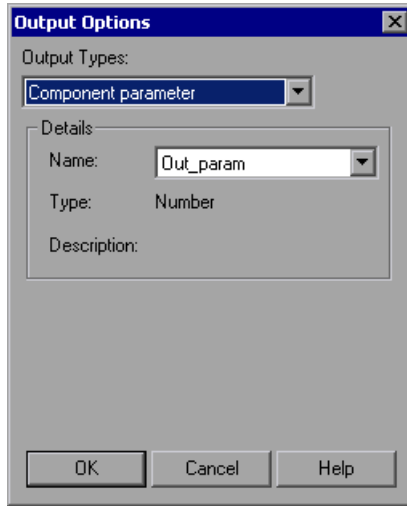 Output Options
Output Types:
Component parameter
Details
Name: Out_param
Type: Number
Description:
OK Cancel Help